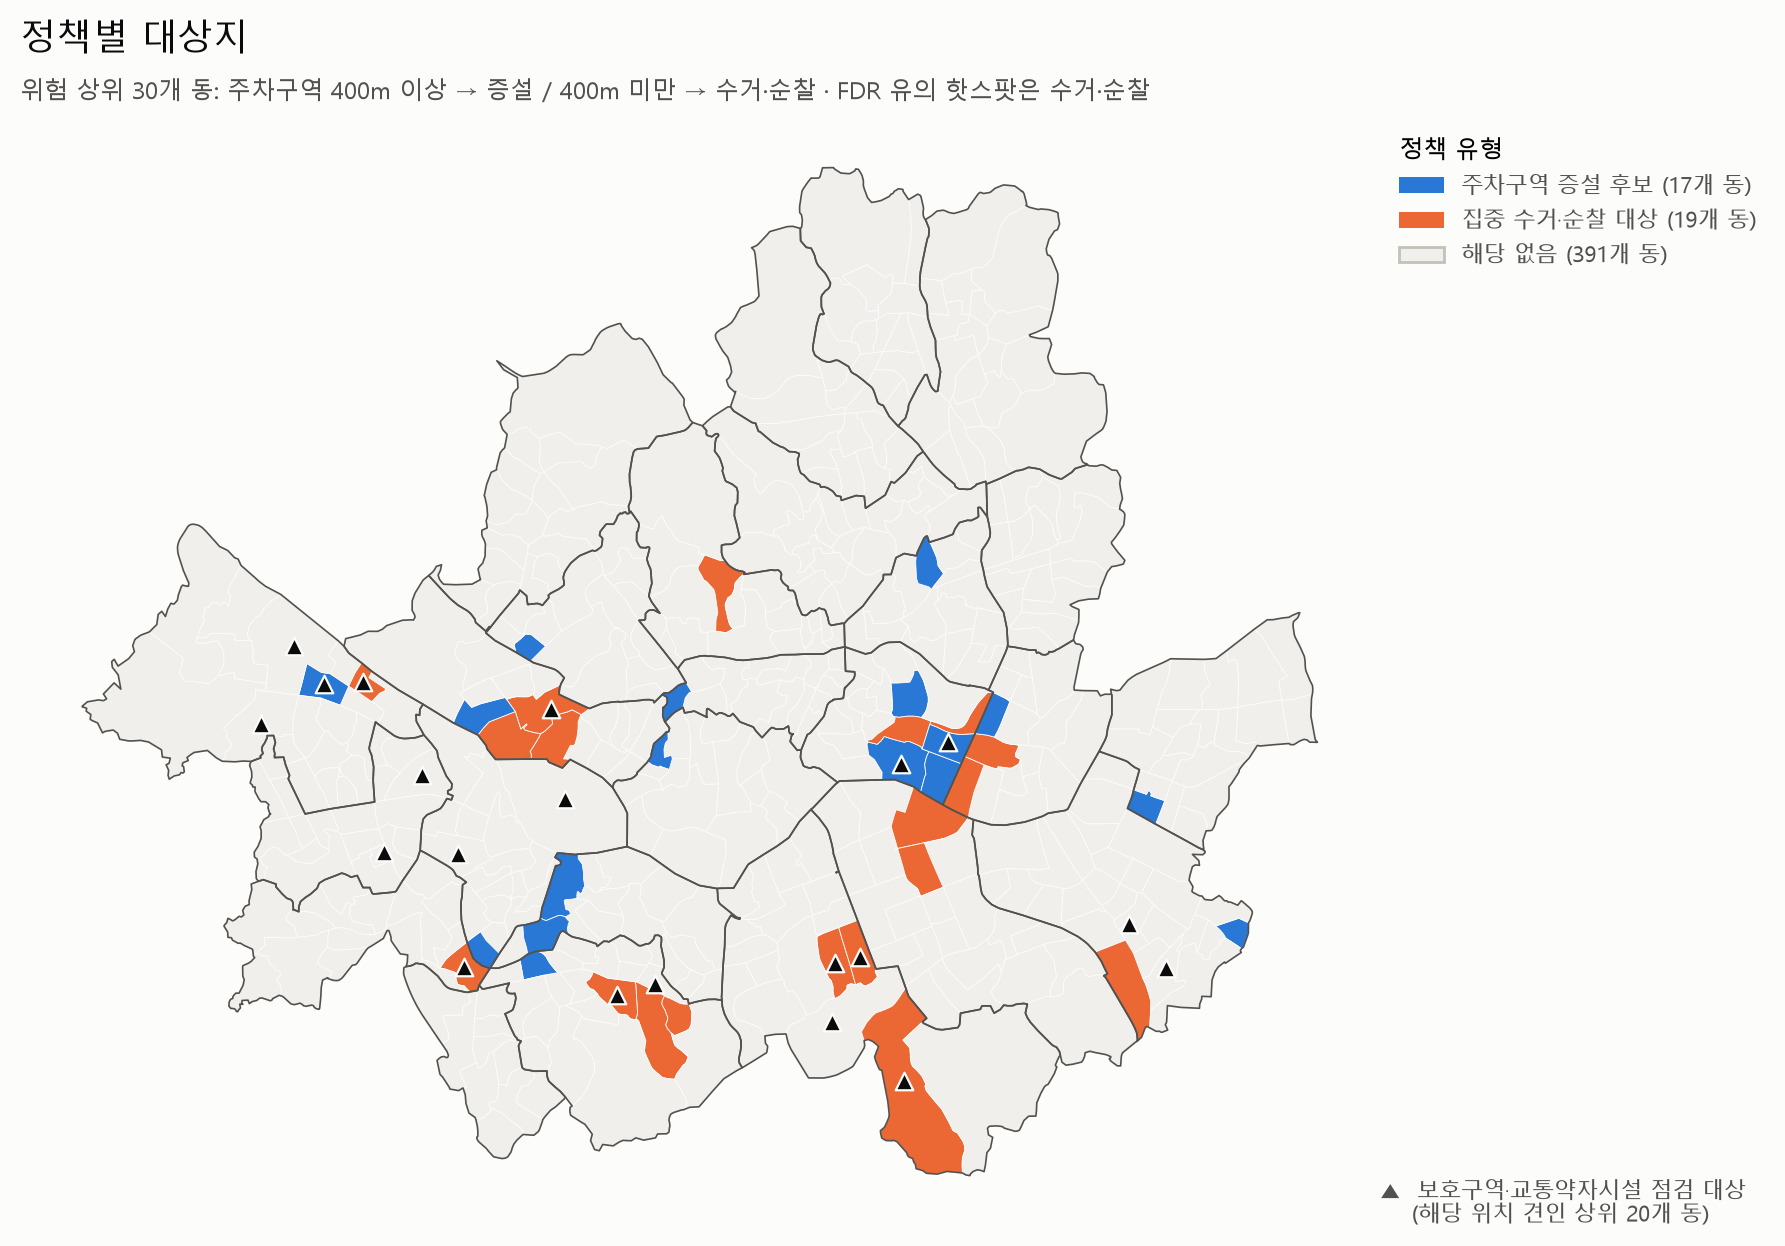 정책별 대상지
위험 상위 30개 동: 주차구역 400m 이상 → 증설 / 400m 미만 → 수거·순찰 · FDR 유의 핫스팟은 수거·순찰
정책 유형
주차구역 증설 후보 (17개 동)
집중 수거·순찰 대상 (19개 동)
해당 없음 (391개 동)
▲ 보호구역·교통약자시설 점검 대상
(해당 위치 견인 상위 20개 동)